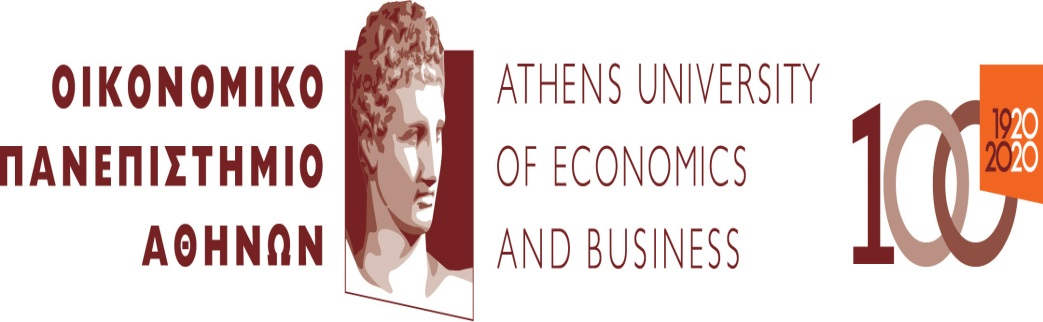 ΟΙΚΟΝΟΜΙΚΟ
ΠΑΝΕΠΙΣΤΗΜΙΟ
ΑΘΗΝΩΝ
ATHENS UNIVERSITY
OF ECONOMICS
AND BUSINESS
100
1920
2020